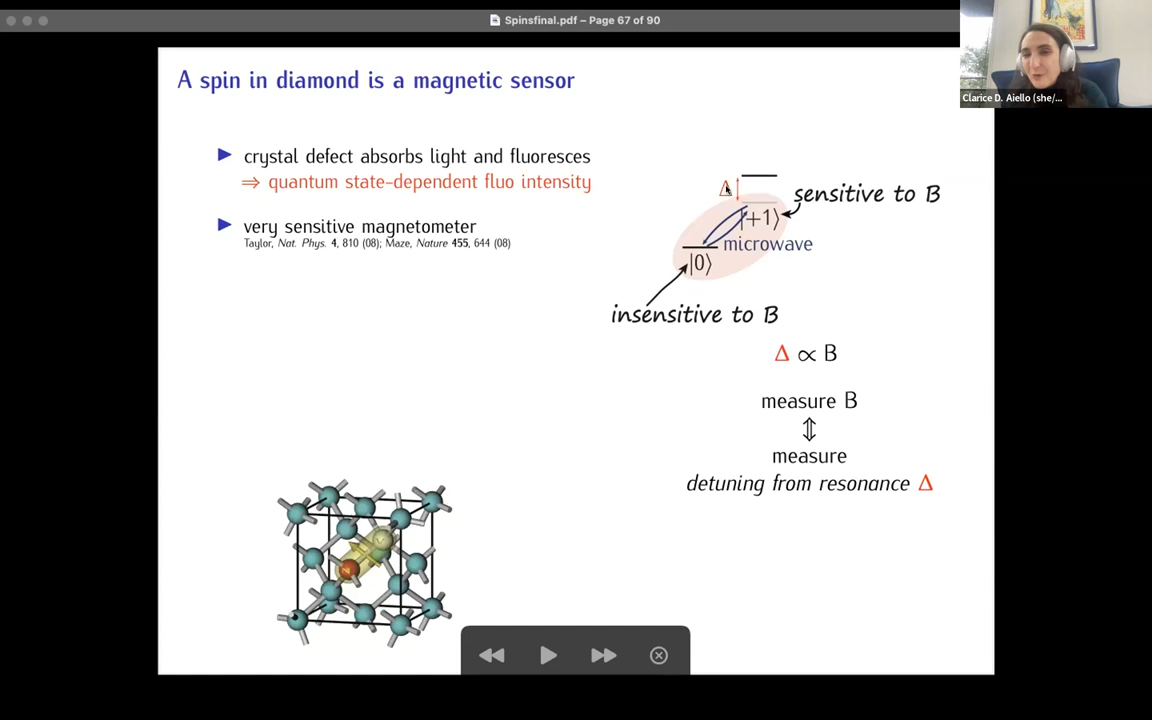 Spinsfinal.pdf – Page 67 of 90
Clarice D. Aiello (she/...
A spin in diamond is a magnetic sensor
▶ crystal defect absorbs light and fluoresces
⇒ quantum state-dependent fluo intensity
▶ very sensitive magnetometer
Taylor, Nat. Phys. 4, 810 (08); Maze, Nature 455, 644 (08)
Δ
sensitive to B
|+1⟩
microwave
|0⟩
insensitive to B
Δ ∝ B
measure B
⇕
measure
detuning from resonance Δ